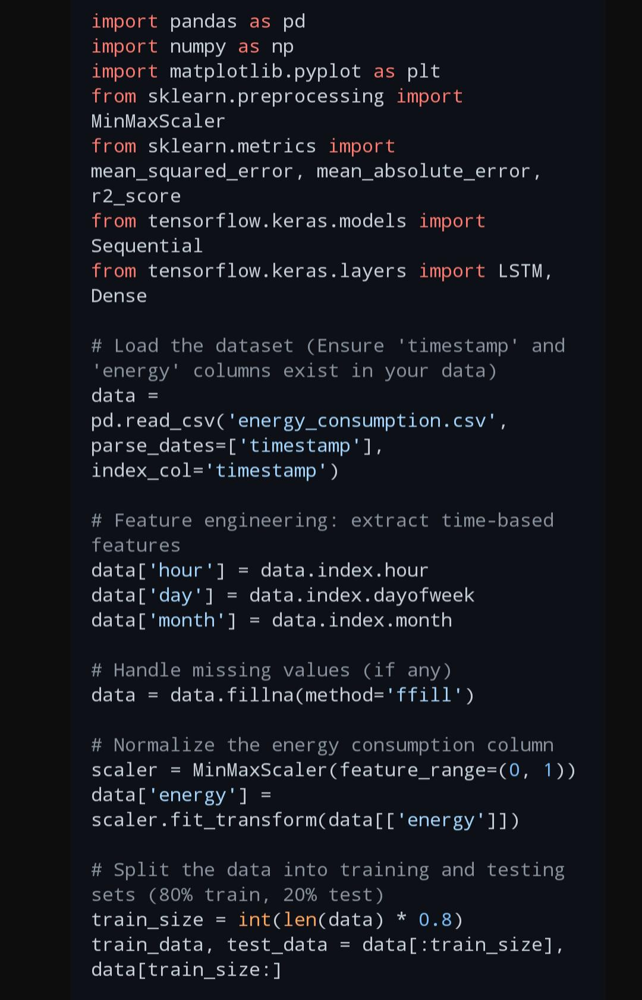 import pandas as pd
import numpy as np
import matplotlib.pyplot as plt
from sklearn.preprocessing import
MinMaxScaler
from sklearn.metrics import
mean_squared_error, mean_absolute_error,
r2_score
from tensorflow.keras.models import
Sequential
from tensorflow.keras.layers import LSTM,
Dense

# Load the dataset (Ensure 'timestamp' and
'energy' columns exist in your data)
data =
pd.read_csv('energy_consumption.csv',
parse_dates=['timestamp'],
index_col='timestamp')

# Feature engineering: extract time-based
features
data['hour'] = data.index.hour
data['day'] = data.index.dayofweek
data['month'] = data.index.month

# Handle missing values (if any)
data = data.fillna(method='ffill')

# Normalize the energy consumption column
scaler = MinMaxScaler(feature_range=(0, 1))
data['energy'] =
scaler.fit_transform(data[['energy']])

# Split the data into training and testing
sets (80% train, 20% test)
train_size = int(len(data) * 0.8)
train_data, test_data = data[:train_size],
data[train_size:]